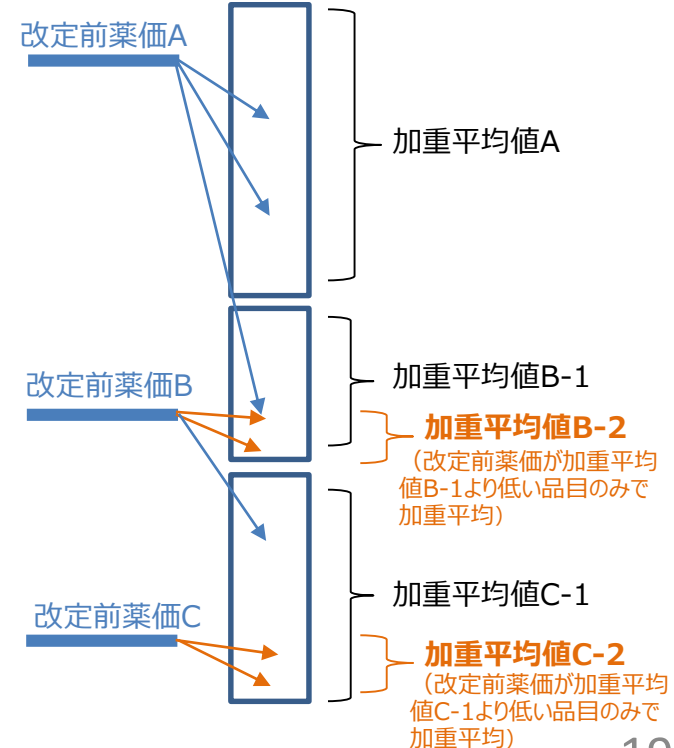 改定前薬価A
加重平均値A
改定前薬価B
加重平均値B-1
加重平均値B-2
（改定前薬価が加重平均
値B-1より低い品目のみで
加重平均）
改定前薬価C
加重平均値C-1
加重平均値C-2
（改定前薬価が加重平均
値C-1より低い品目のみで
加重平均）